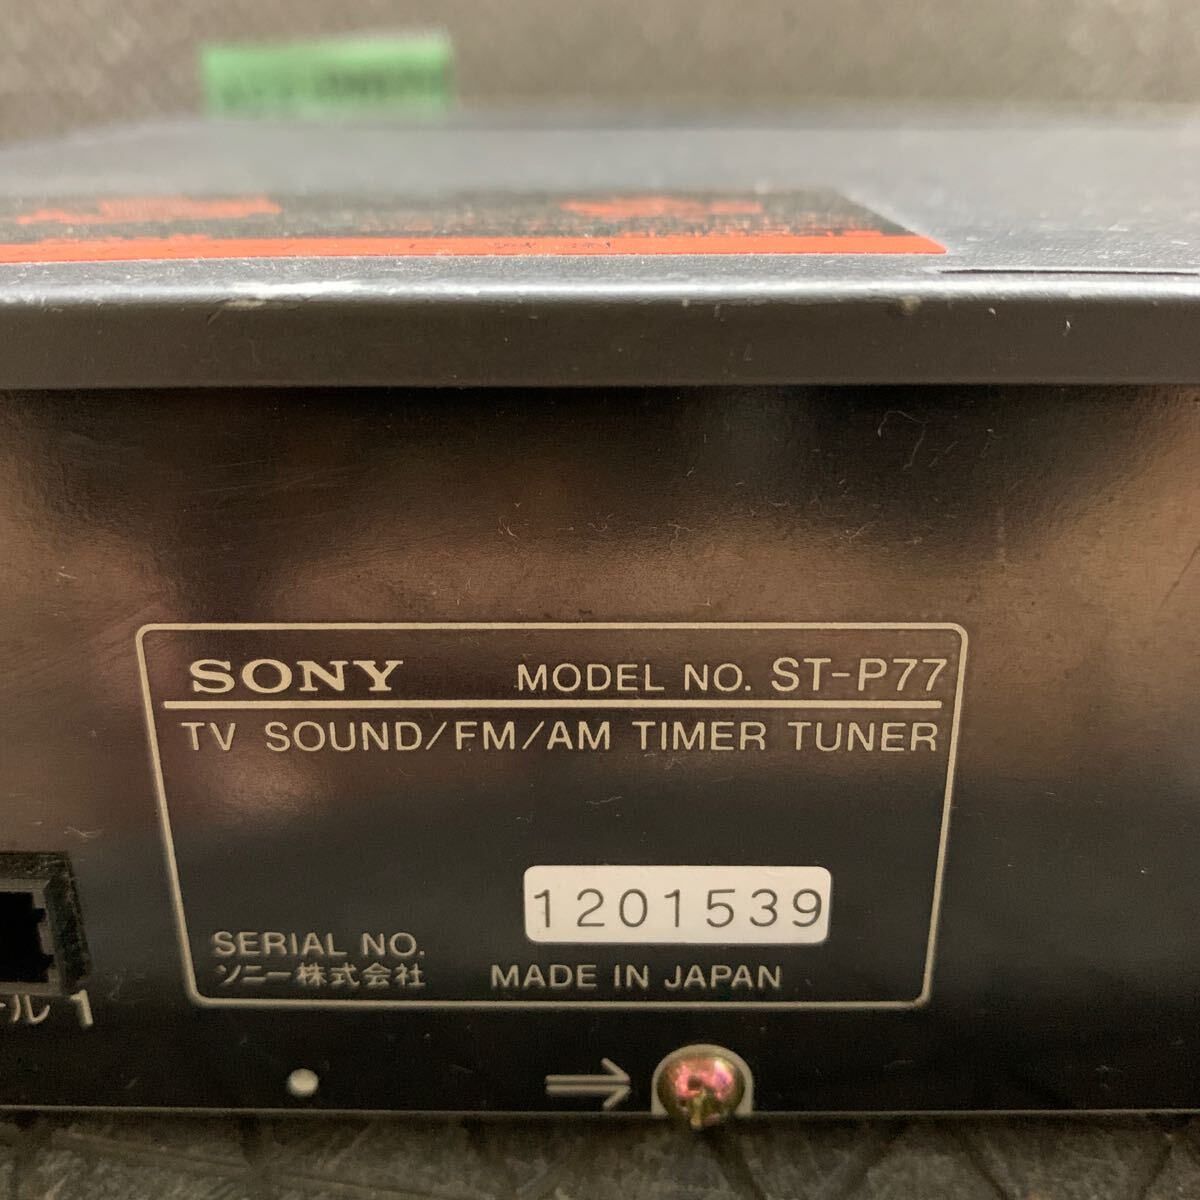 SONY MODEL NO. ST-P77
TV SOUND/FM/AM TIMER TUNER
1201539
SERIAL NO.
ソニー株式会社 MADE IN JAPAN
ル 1